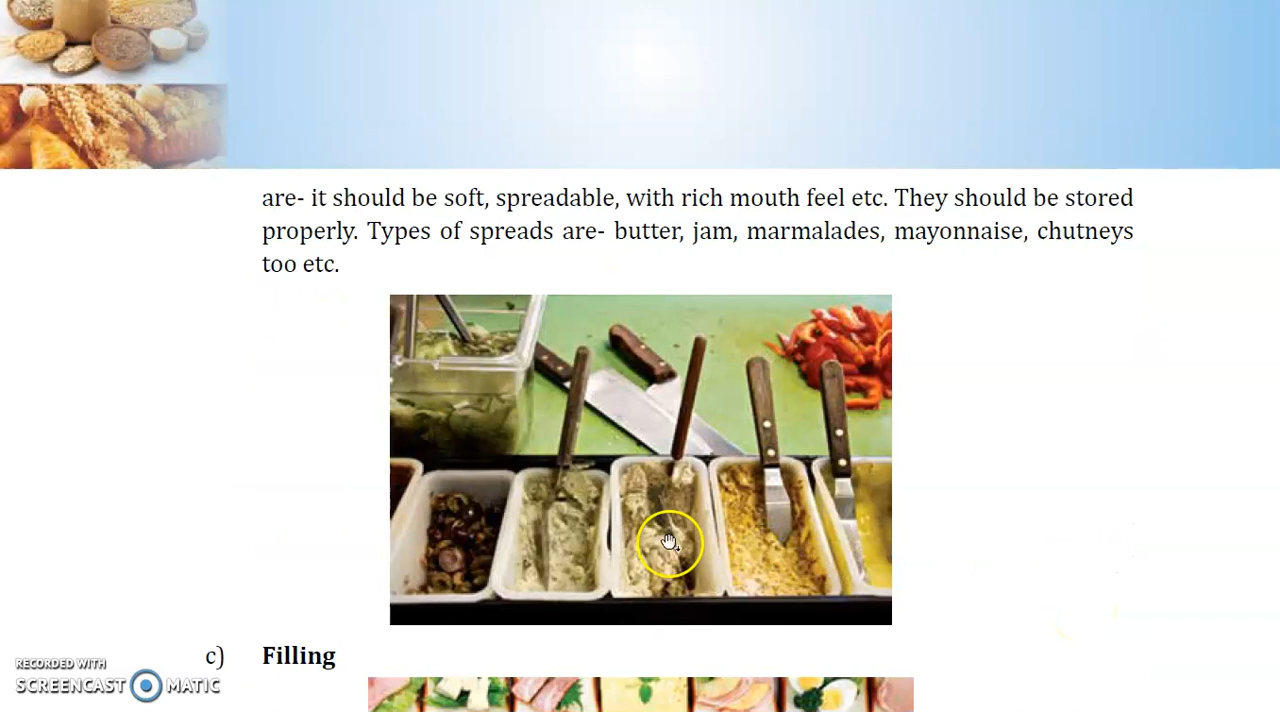 are- it should be soft, spreadable, with rich mouth feel etc. They should be stored
properly. Types of spreads are- butter, jam, marmalades, mayonnaise, chutneys
too etc.
c) Filling
RECORDED WITH
SCREENCAST MATIC